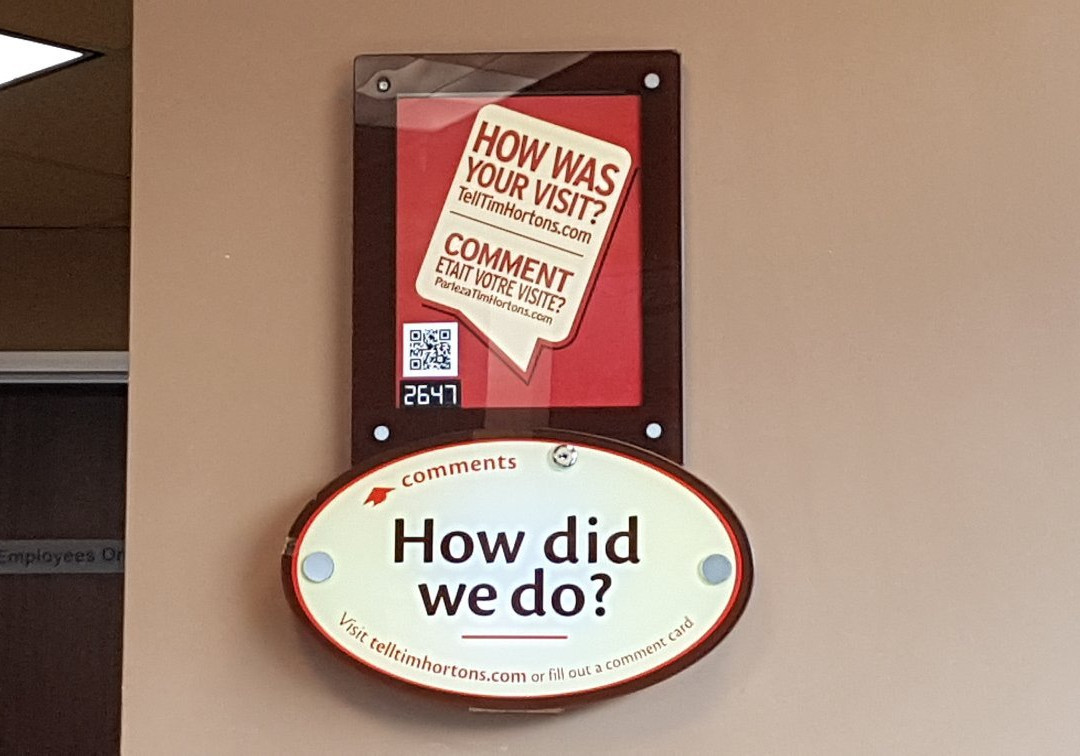 HOW WAS
YOUR VISIT?
TellTimHortons.com
COMMENT
ETAIT VOTRE VISITE?
ParlezaTimHortons.com
2647
comments
How did
we do?
Visit telltimhortons.com or fill out a comment card
Employees